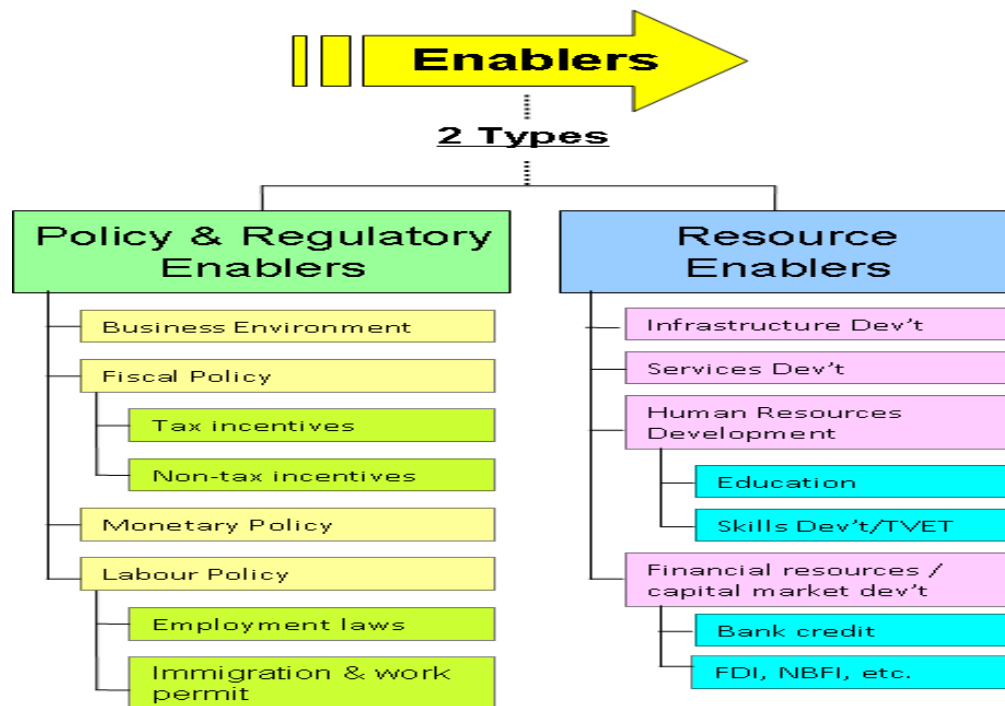 Enablers
2 Types
Policy & Regulatory
Enablers
Business Environment
Fiscal Policy
Tax incentives
Non-tax incentives
Monetary Policy
Labour Policy
Employment laws
Immigration & work
permit
Resource
Enablers
Infrastructure Dev't
Services Dev't
Human Resources
Development
Education
Skills Dev't/TVET
Financial resources /
capital market dev't
Bank credit
FDI, NBFI, etc.